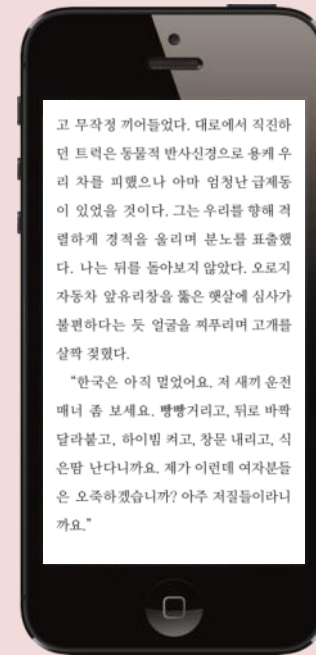 고 무작정 끼어들었다. 대로에서 직진하
던 트럭은 동물적 반사신경으로 용케 우
리 차를 피했으나 아마 엄청난 급제동
이 있었을 것이다. 그는 우리를 향해 격
렬하게 경적을 울리며 분노를 표출했
다. 나는 뒤를 돌아보지 않았다. 오로지
자동차 앞유리창을 뚫은 햇살에 심사가
불편하다는 듯 얼굴을 찌푸리며 고개를
살짝 젖혔다.
“한국은 아직 멀었어요. 저 새끼 운전
매너 좀 보세요. 빵빵거리고, 뒤로 바짝
달라붙고, 하이빔 켜고, 창문 내리고, 식
은땀 난다니까요. 제가 이런데 여자분들
은 오죽하겠습니까? 아주 저질들이라니
까요.”